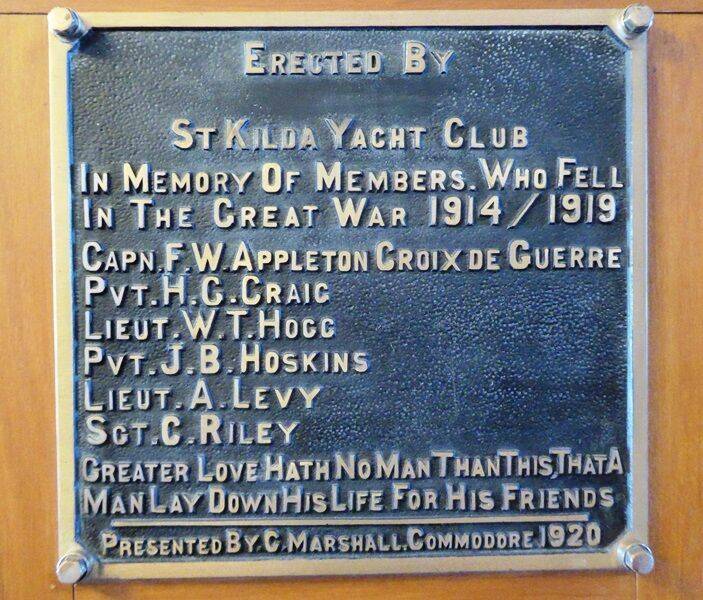 ERECTED BY
ST KILDA YACHT CLUB
IN MEMORY OF MEMBERS. WHO FELL
IN THE GREAT WAR 1914/1919
CAPN. F. W. APPLETON CROIX DE GUERRE
PVT. H. G. CRAIG
LIEUT. W. T. HOGG
PVT. J. B. HOSKINS
LIEUT. A. LEVY
SGT. C. RILEY
GREATER LOVE HATH NO MAN THAN THIS, THAT A
MAN LAY DOWN HIS LIFE FOR HIS FRIENDS
PRESENTED BY. C. MARSHALL. COMMODORE. 1920